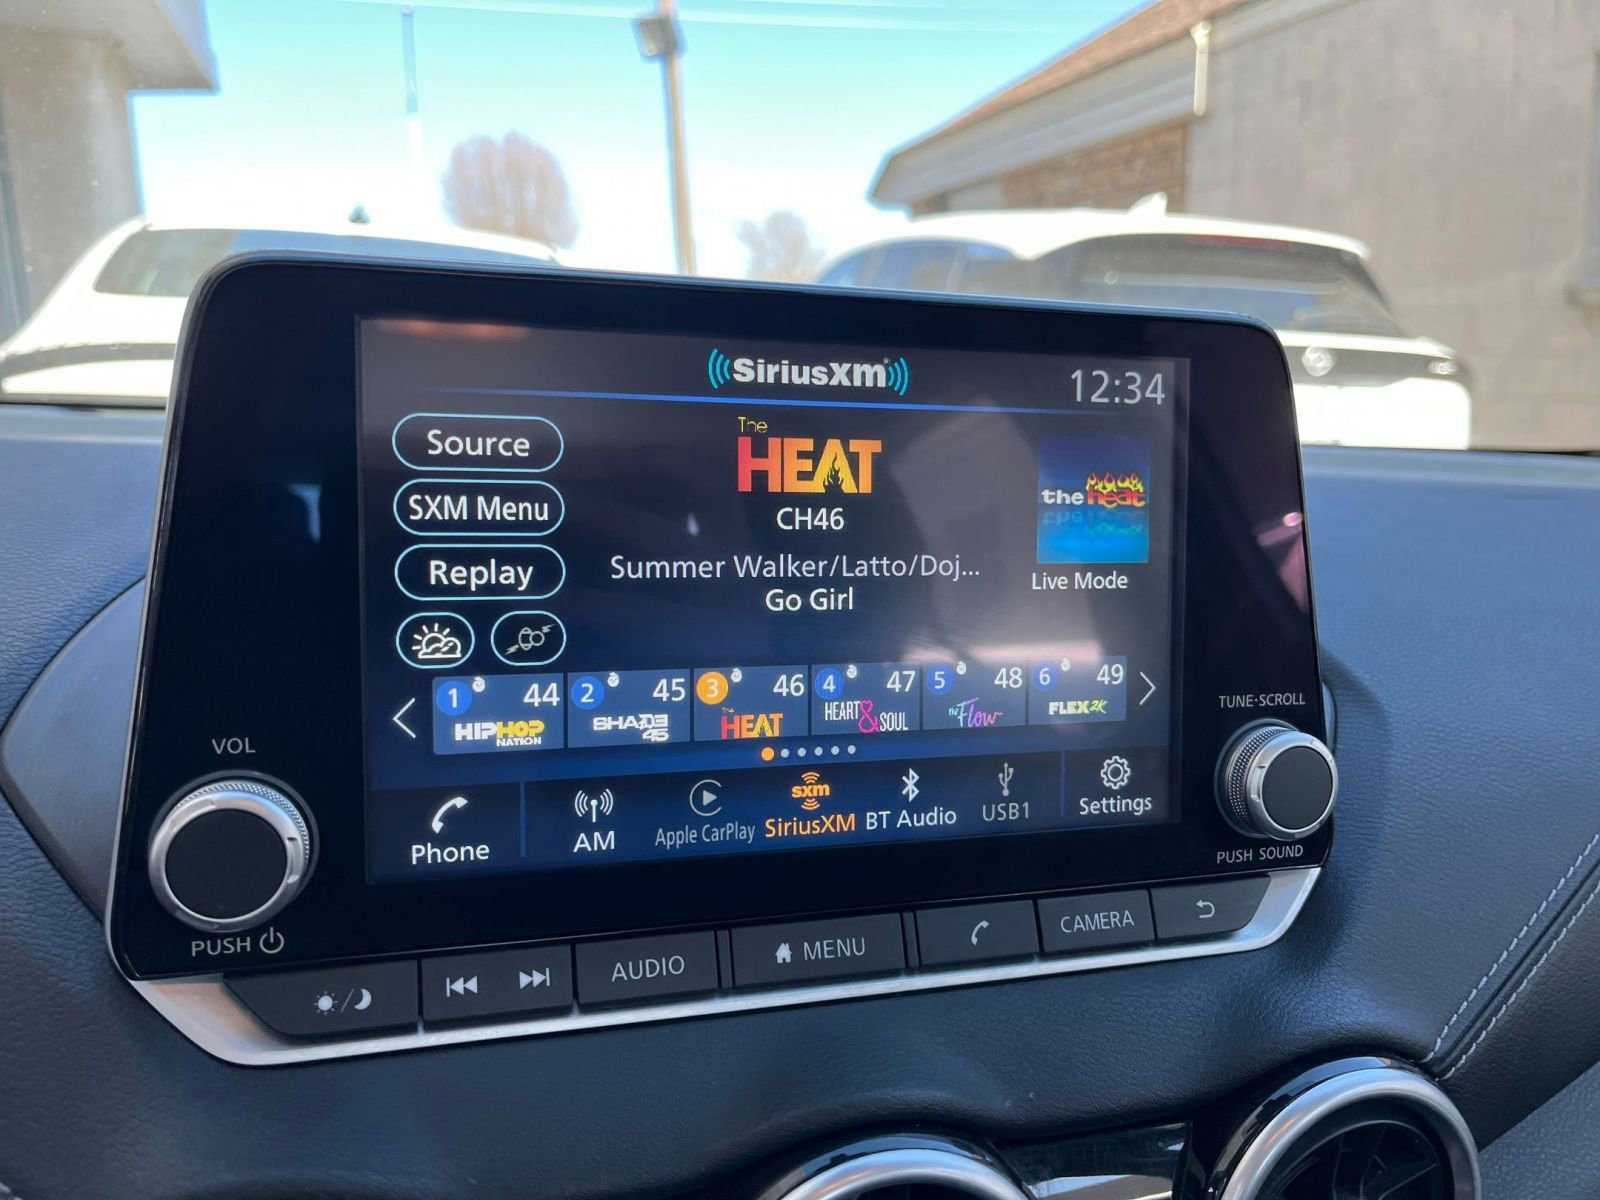 SiriusXM
12:34
Source
SXM Menu
Replay
The
HEAT
CH46
Summer Walker/Latto/Doj...
Go Girl
the heat
Live Mode
1 44
HIPHOP
NATION
2 45
SHADE
45
3 46
The
HEAT
4 47
HEART & SOUL
5 48
the Flow
6 49
FLEX2K
Phone
AM
Apple CarPlay
sxm
SiriusXM
BT Audio
USB1
Settings
VOL
PUSH
TUNE·SCROLL
PUSH SOUND
AUDIO
MENU
CAMERA